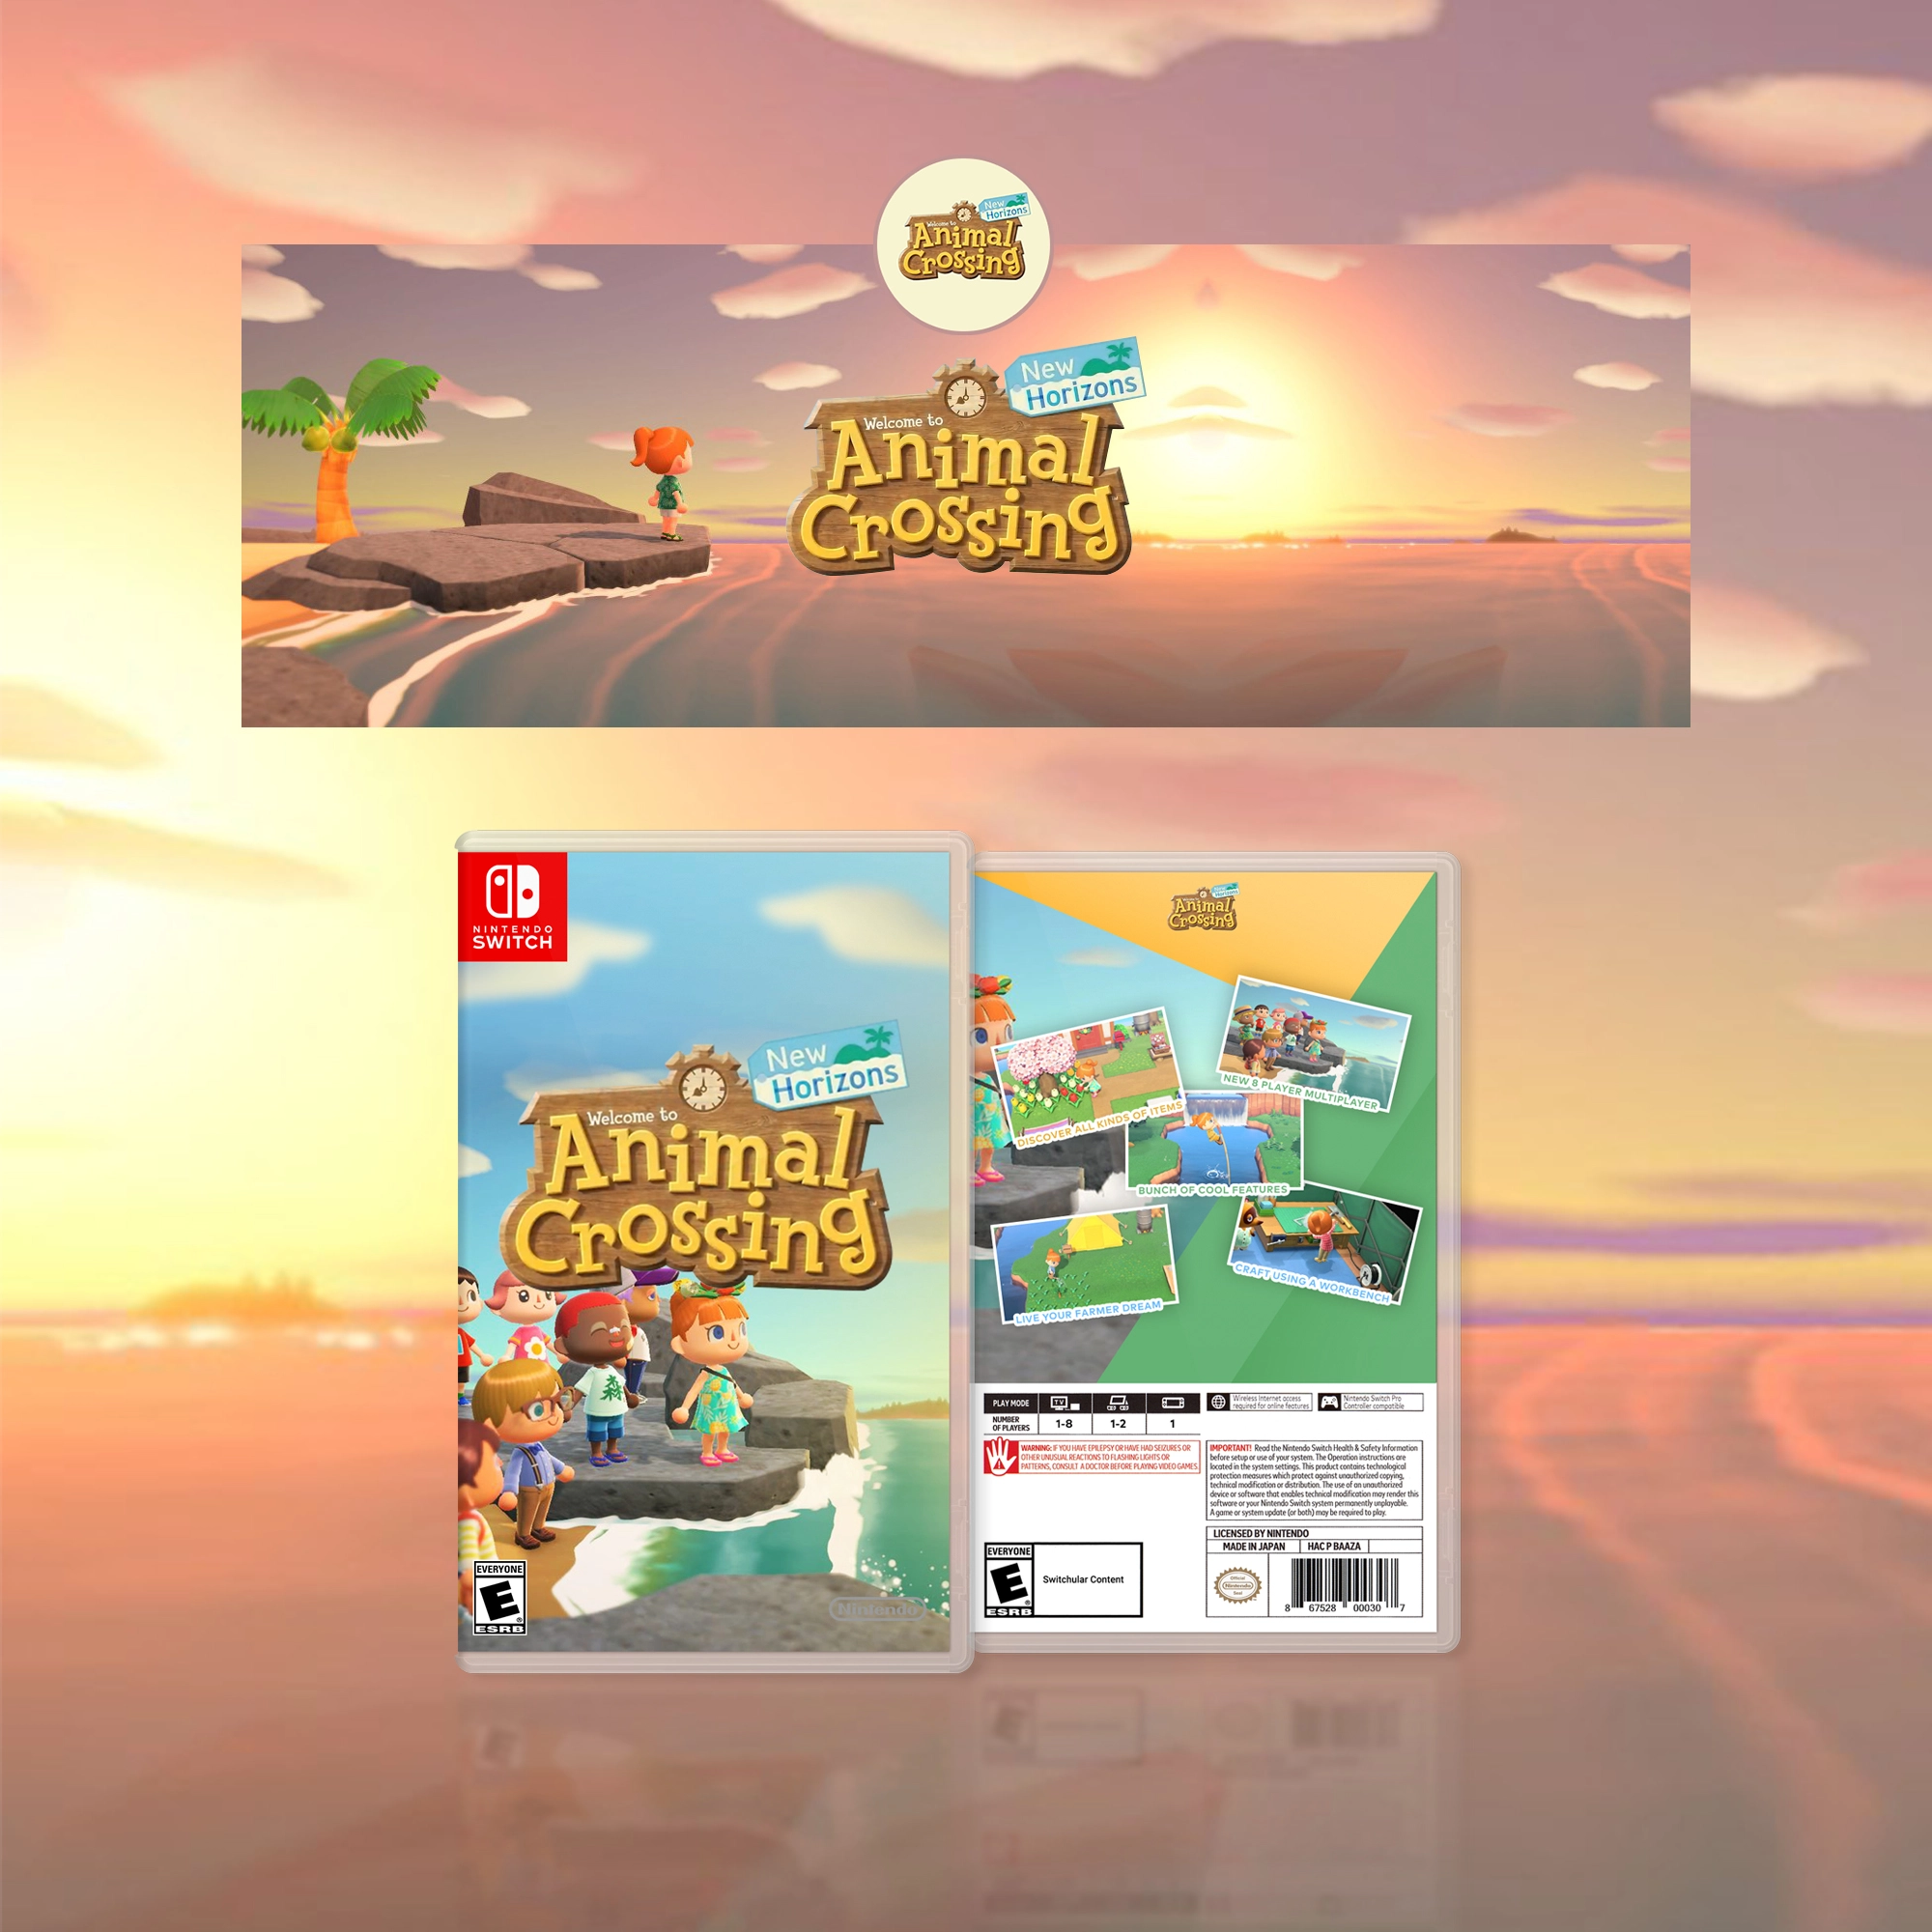 New
Horizons
Welcome to
Animal
Crossing
New
Horizons
Welcome to
Animal
Crossing
NINTENDO
SWITCH
New
Horizons
Welcome to
Animal
Crossing
EVERYONE
E
ESRB
Nintendo
New
Horizons
Animal
Crossing
NEW 8 PLAYER MULTIPLAYER
DISCOVER ALL KINDS OF ITEMS
BUNCH OF COOL FEATURES
CRAFT USING A WORKBENCH
LIVE YOUR FARMER DREAM
PLAY MODE
TV
NUMBER
OF PLAYERS
1-8
1-2
1
Wireless internet access
required for online features
Nintendo Switch Pro
Controller compatible
WARNING: IF YOU HAVE EPILEPSY OR HAVE HAD SEIZURES OR
OTHER UNUSUAL REACTIONS TO FLASHING LIGHTS OR
PATTERNS, CONSULT A DOCTOR BEFORE PLAYING VIDEO GAMES.
IMPORTANT! Read the Nintendo Switch Health & Safety Information
before setup or use of your system. The Operation instructions are
located in the system settings. This product contains technological
protection measures which protect against unauthorized copying,
technical modification or distribution. The use of an unauthorized
device or software that enables technical modification may render this
software or your Nintendo Switch system permanently unplayable.
A game or system update (or both) may be required to play.
LICENSED BY NINTENDO
MADE IN JAPAN
HAC P BAAZA
EVERYONE
E
ESRB
Switchular Content
Official
Nintendo
Seal
8 67528 00030 7